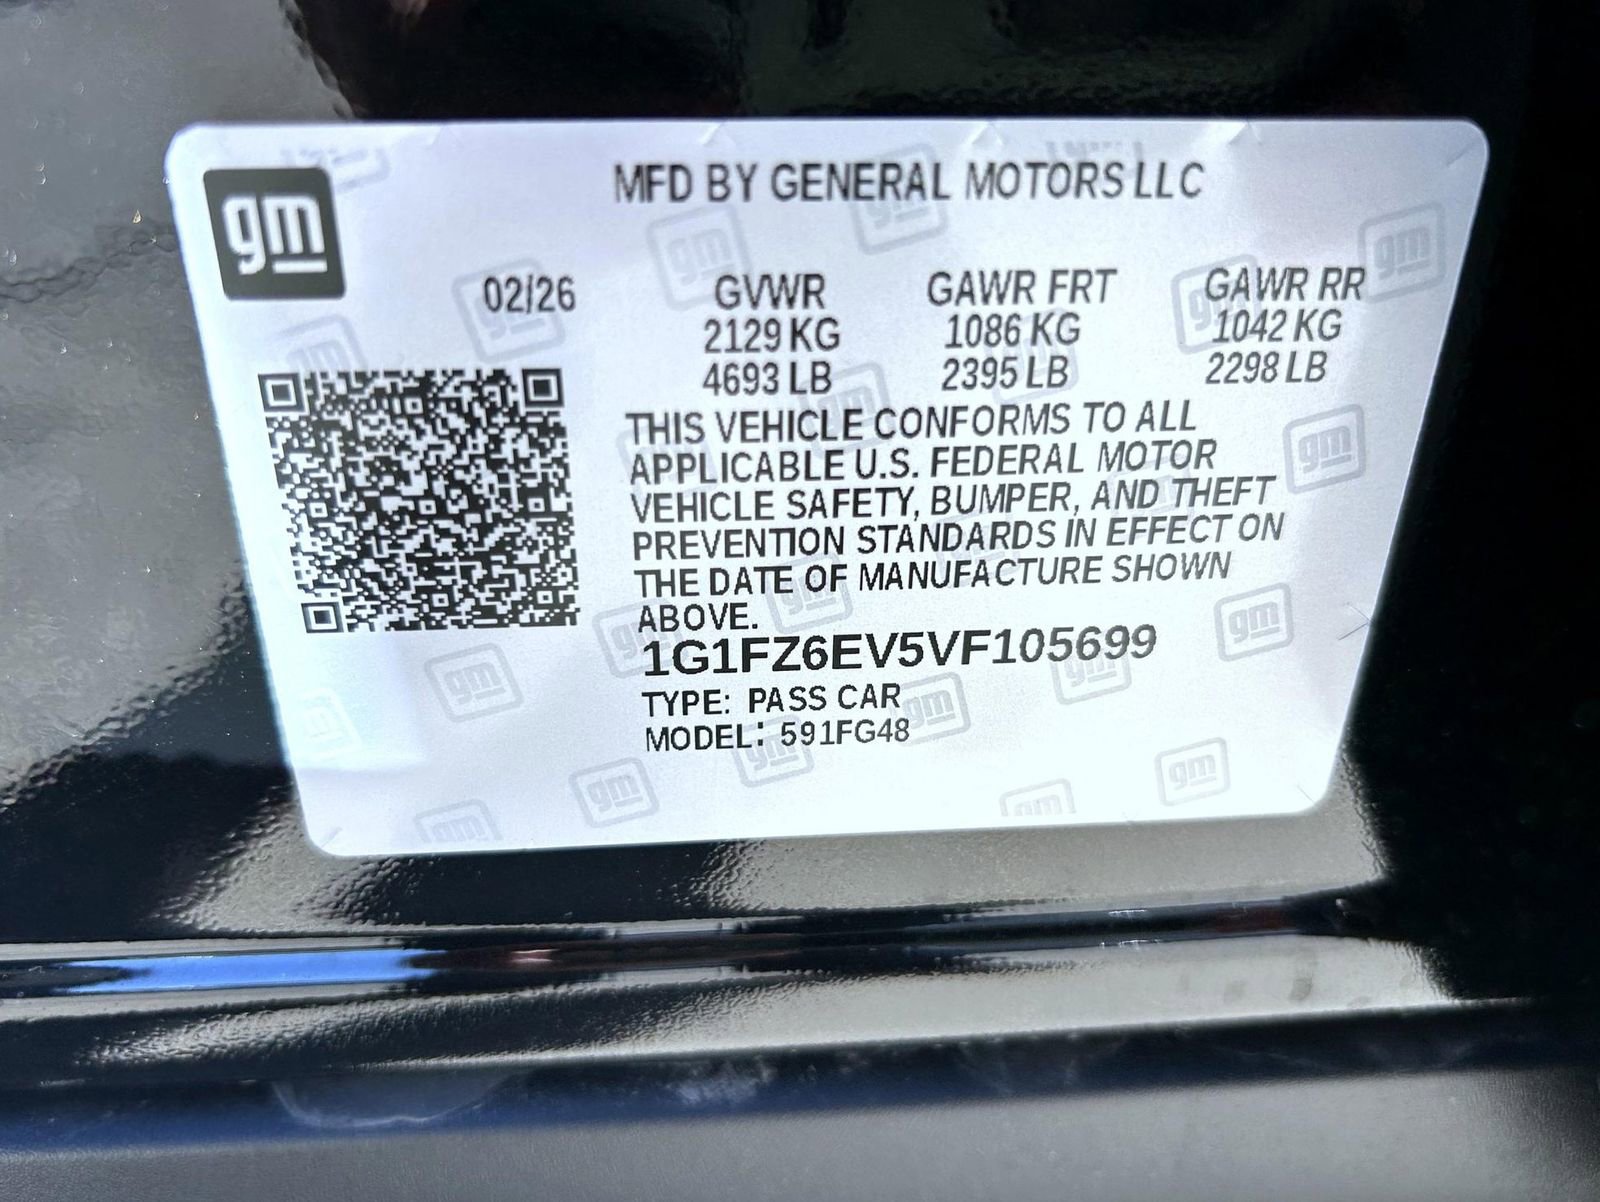 gm
MFD BY GENERAL MOTORS LLC
02/26 GVWR GAWR FRT GAWR RR
2129 KG 1086 KG 1042 KG
4693 LB 2395 LB 2298 LB
THIS VEHICLE CONFORMS TO ALL
APPLICABLE U.S. FEDERAL MOTOR
VEHICLE SAFETY, BUMPER, AND THEFT
PREVENTION STANDARDS IN EFFECT ON
THE DATE OF MANUFACTURE SHOWN
ABOVE.
1G1FZ6EV5VF105699
TYPE: PASS CAR
MODEL: 591FG48